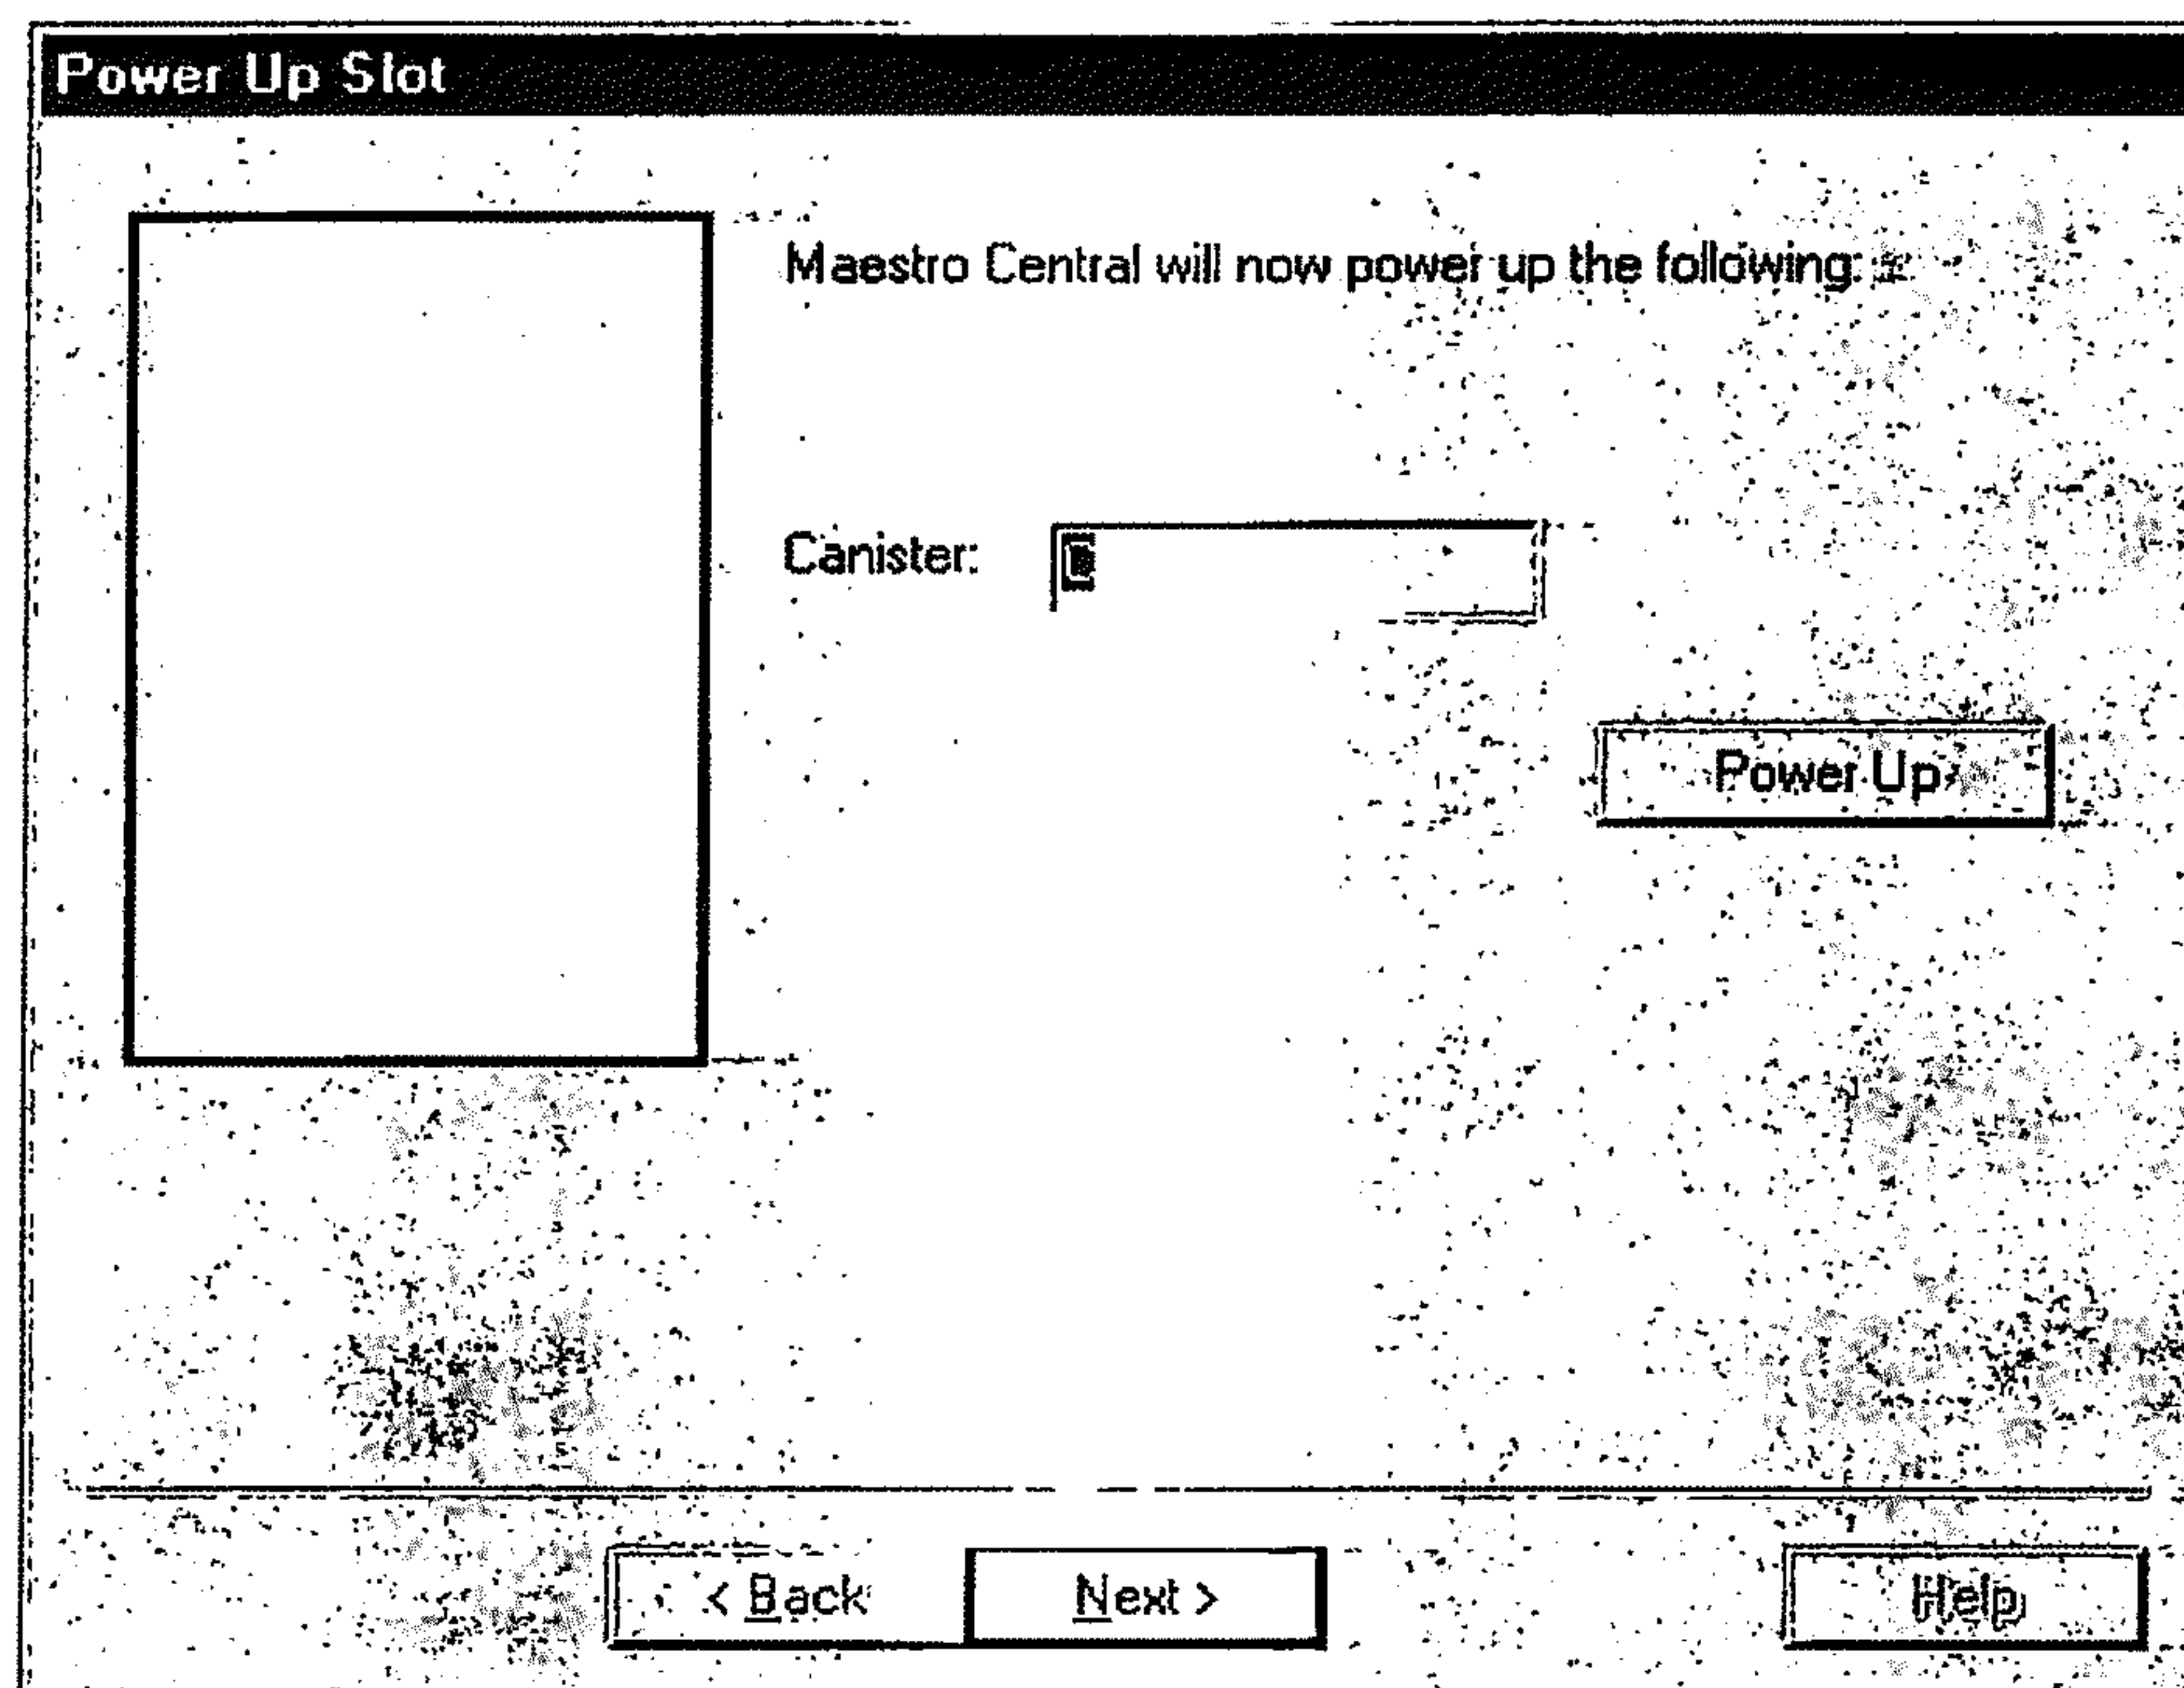 Power Up Slot
Maestro Central will now power up the following:
Canister:
Power Up
< Back
Next >
Help